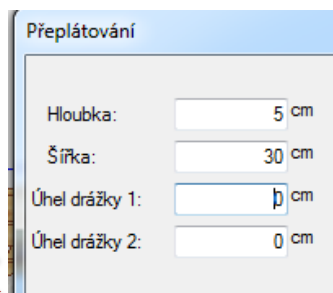 Přeplátování
Hloubka: 5 cm
Šířka: 30 cm
Úhel drážky 1: 0 cm
Úhel drážky 2: 0 cm